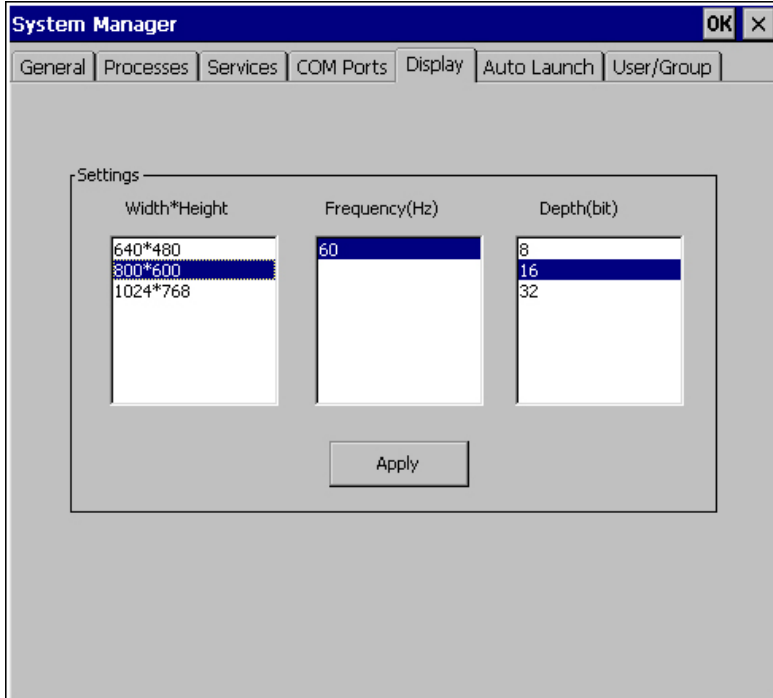 System Manager OK
General Processes Services COM Ports Display Auto Launch User/Group
Settings
Width*Height Frequency(Hz) Depth(bit)
640*480 60 8
800*600 16
1024*768 32
Apply